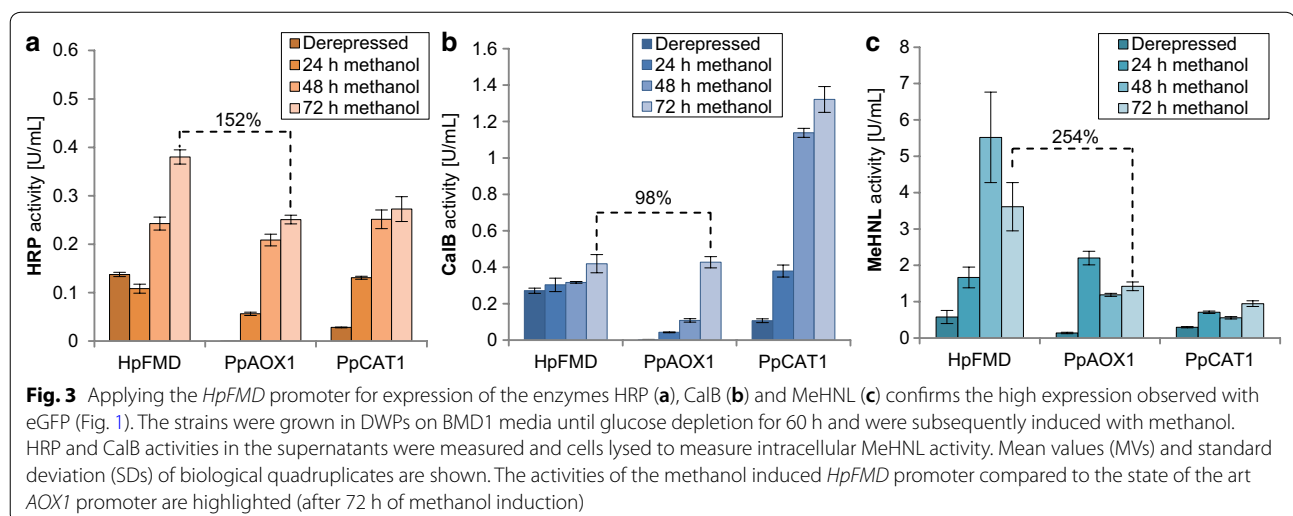 a
0.6
0.5
0.4
0.3
0.2
0.1
0
HRP activity [U/mL]
Derepressed
24 h methanol
48 h methanol
72 h methanol
152%
HpFMD
PpAOX1
PpCAT1
b
1.6
1.4
1.2
1
0.8
0.6
0.4
0.2
0
CalB activity [U/mL]
Derepressed
24 h methanol
48 h methanol
72 h methanol
98%
HpFMD
PpAOX1
PpCAT1
c
8
7
6
5
4
3
2
1
0
MeHNL activity [U/mL]
Derepressed
24 h methanol
48 h methanol
72 h methanol
254%
HpFMD
PpAOX1
PpCAT1
Fig. 3 Applying the HpFMD promoter for expression of the enzymes HRP (a), CalB (b) and MeHNL (c) confirms the high expression observed with
eGFP (Fig. 1). The strains were grown in DWPs on BMD1 media until glucose depletion for 60 h and were subsequently induced with methanol.
HRP and CalB activities in the supernatants were measured and cells lysed to measure intracellular MeHNL activity. Mean values (MVs) and standard
deviation (SDs) of biological quadruplicates are shown. The activities of the methanol induced HpFMD promoter compared to the state of the art
AOX1 promoter are highlighted (after 72 h of methanol induction)